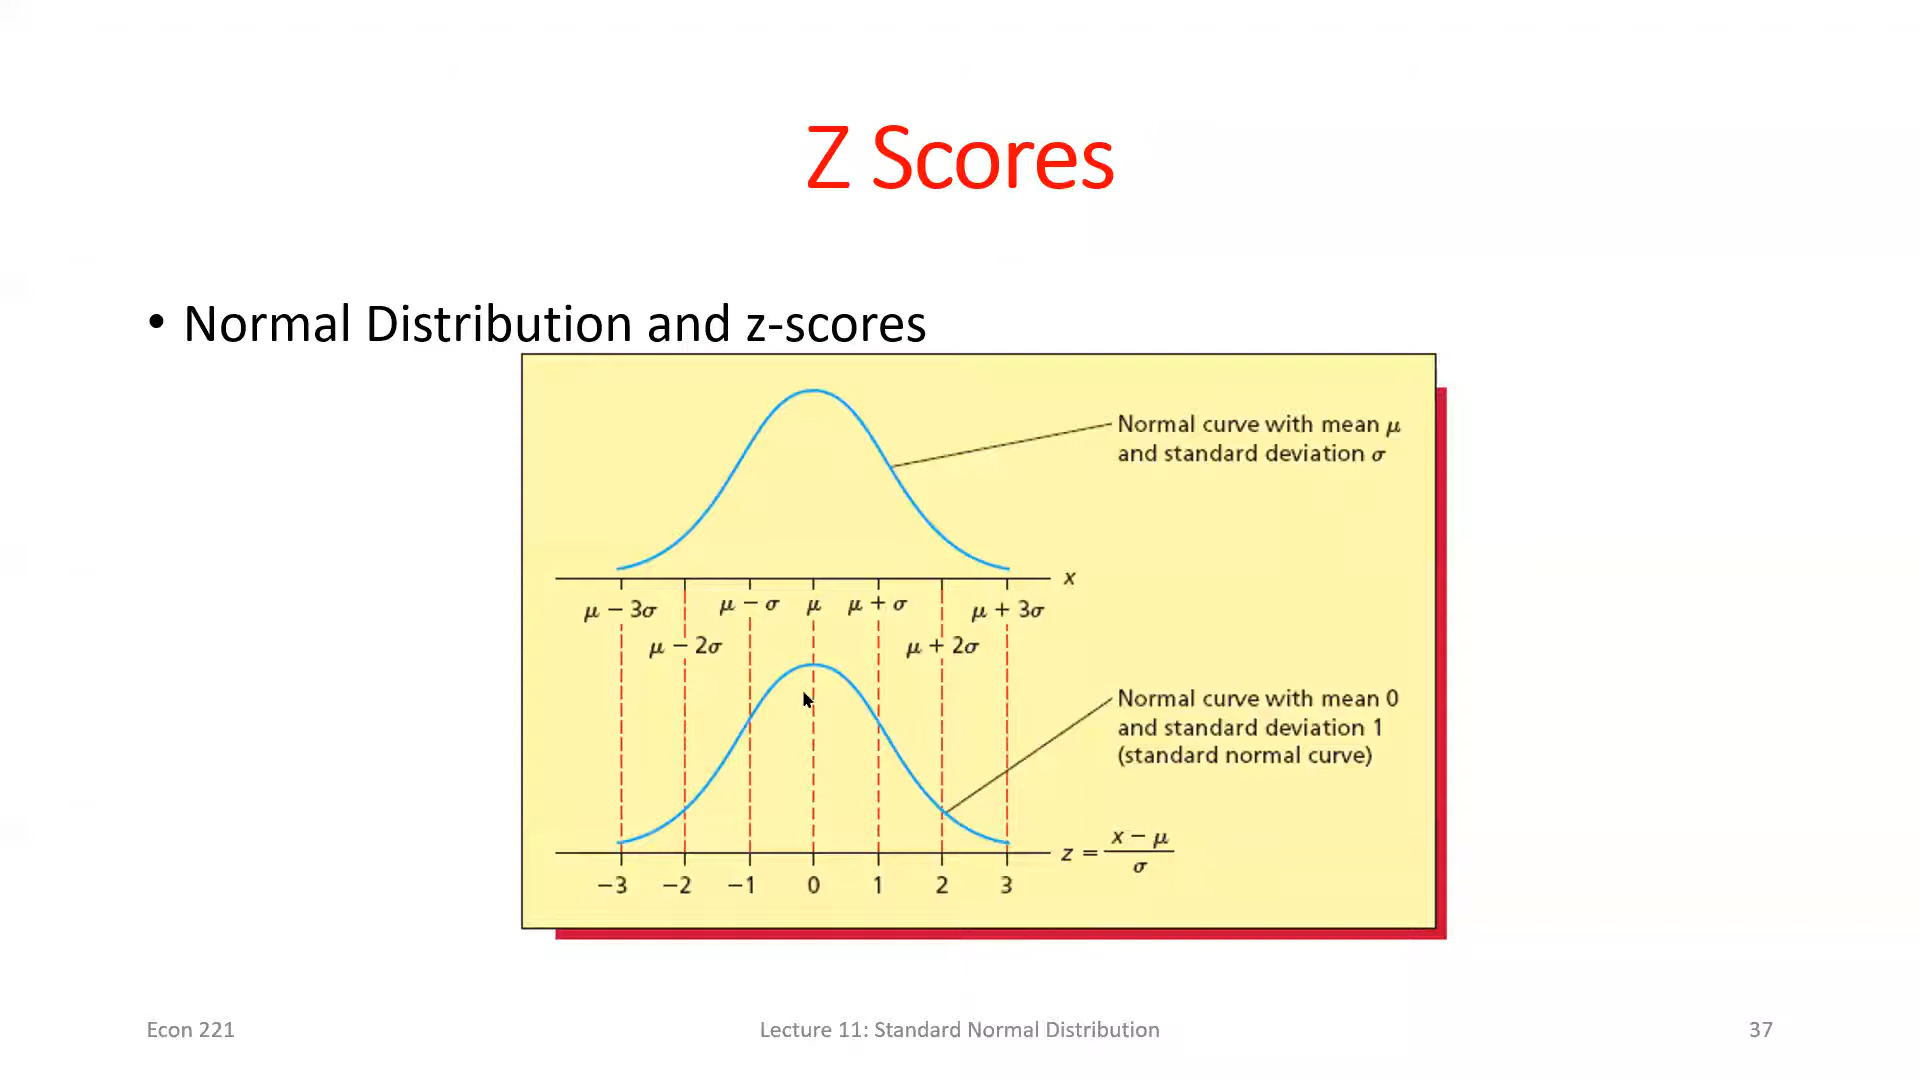 Z Scores
• Normal Distribution and z-scores
Normal curve with mean μ
and standard deviation σ
x
μ − 3σ
μ − 2σ
μ − σ
μ
μ + σ
μ + 2σ
μ + 3σ
Normal curve with mean 0
and standard deviation 1
(standard normal curve)
z = x − μ
σ
−3 −2 −1 0 1 2 3
Econ 221
Lecture 11: Standard Normal Distribution
37